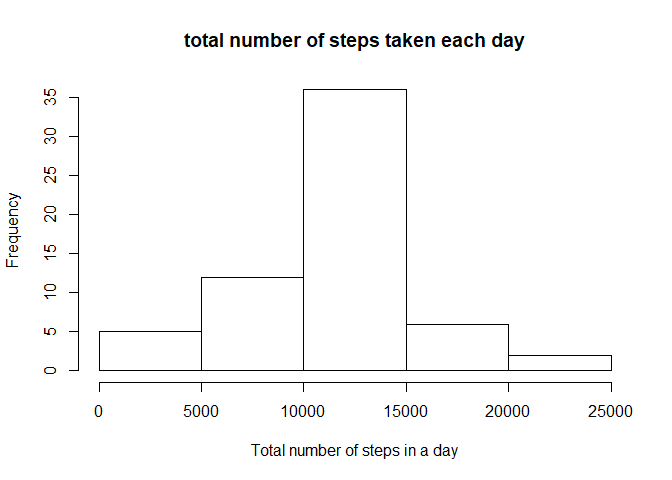 total number of steps taken each day
Frequency
35
30
25
20
15
10
5
0
0 5000 10000 15000 20000 25000
Total number of steps in a day